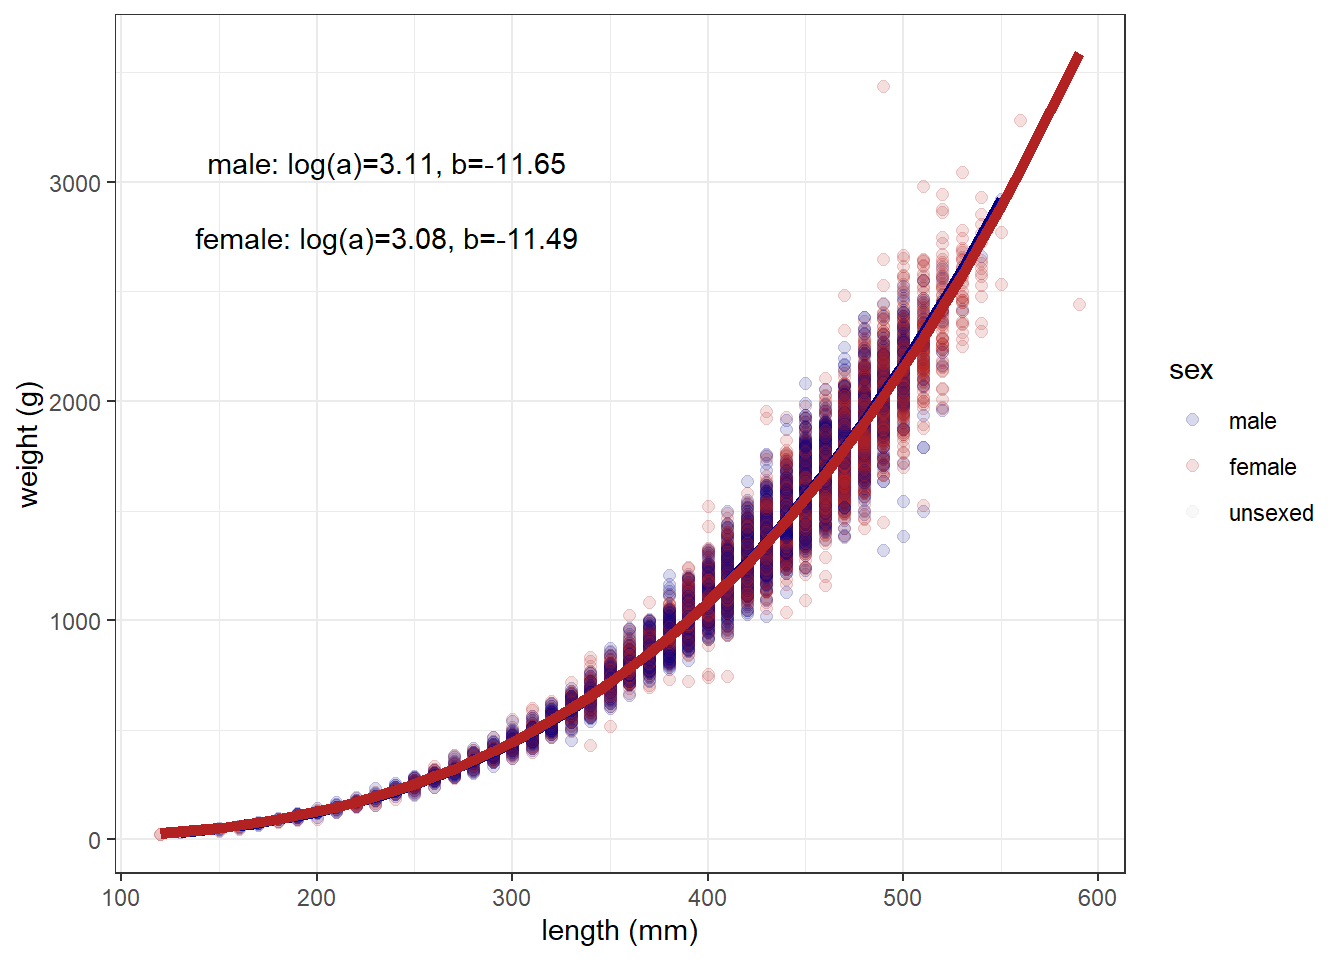 male: log(a)=3.11, b=-11.65
female: log(a)=3.08, b=-11.49
3000
2000
1000
0
weight (g)
100 200 300 400 500 600
length (mm)
sex
male
female
unsexed